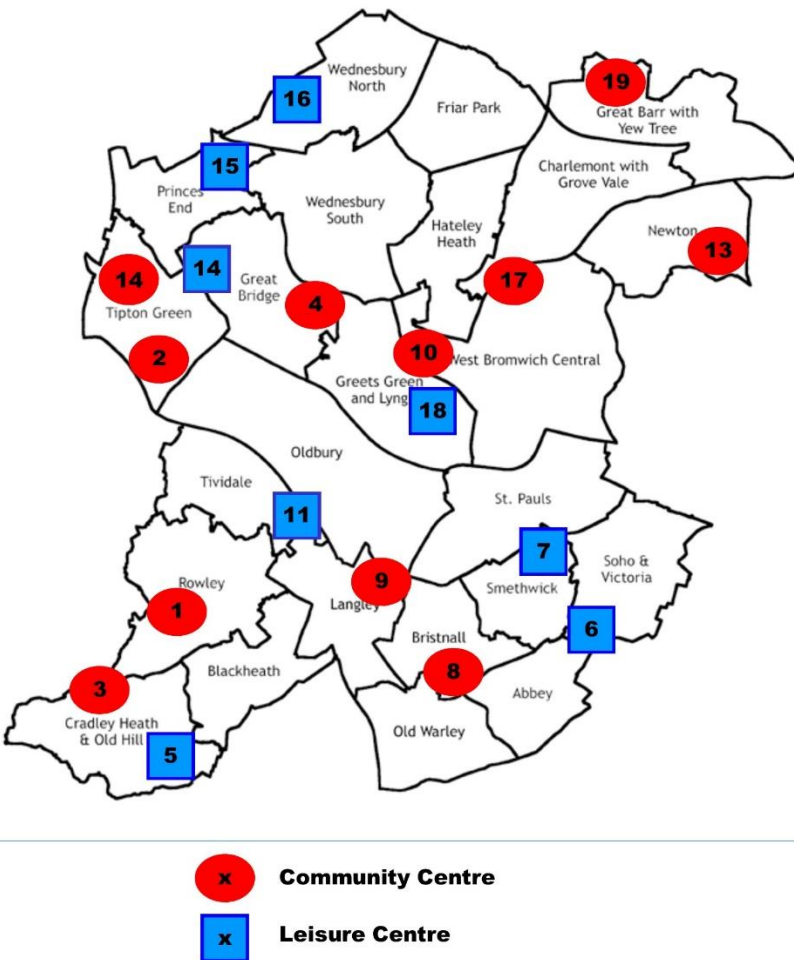 Wednesbury
North
16
Friar Park
19
Great Barr with
Yew Tree
15
Princes
End
Wednesbury
South
Charlemont with
Grove Vale
Hateley
Heath
Newton
13
14
Tipton Green
14
Great
Bridge
4
17
2
10
West Bromwich Central
Greets Green
and Lyng
18
Oldbury
Tividale
11
St. Pauls
7
Soho &
Victoria
Smethwick
Rowley
1
9
Langley
6
Bristnall
8
Blackheath
Abbey
3
Cradley Heath
& Old Hill
5
Old Warley
x Community Centre
x Leisure Centre